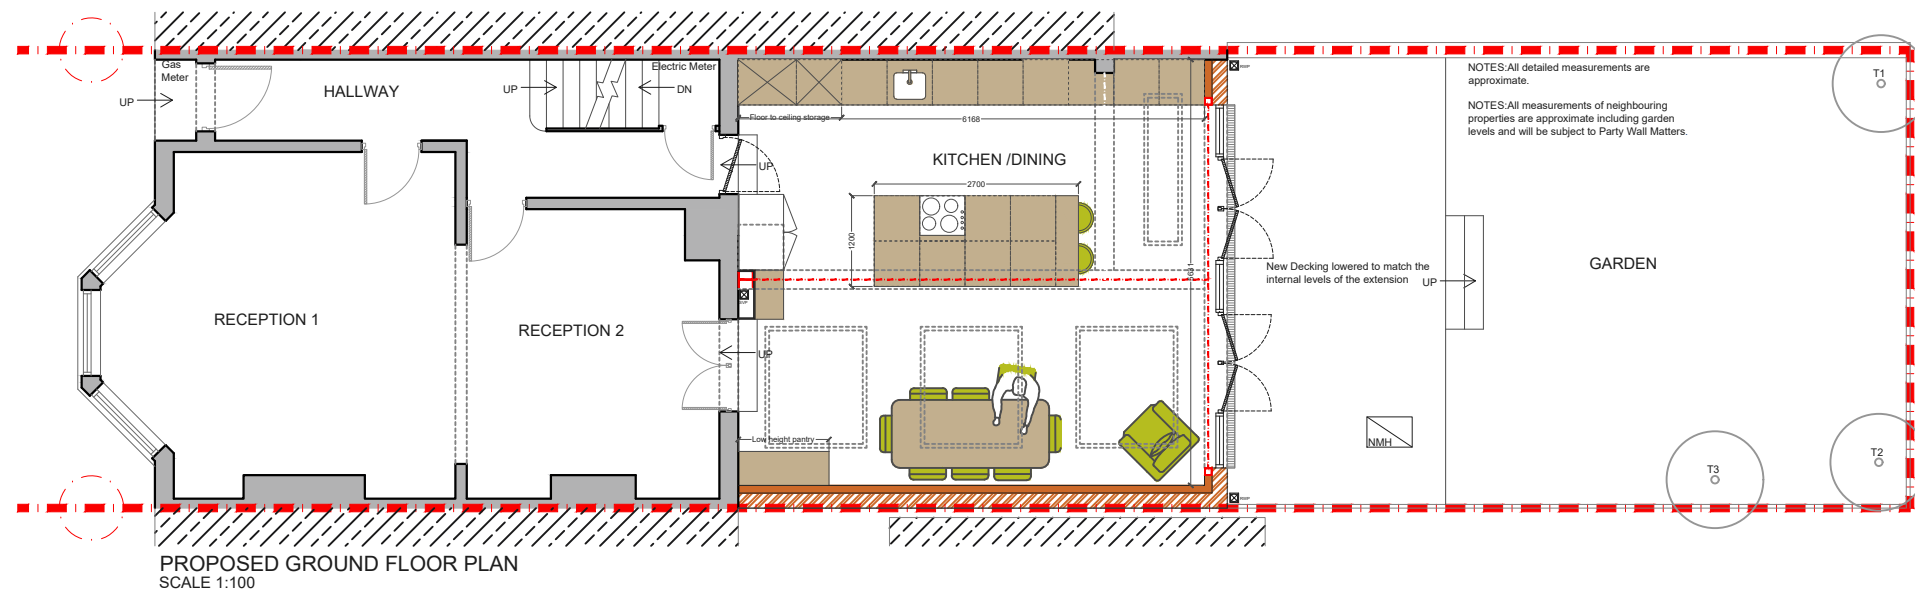 Gas
Meter
UP
HALLWAY
UP
DN
Electric Meter
Floor to ceiling storage
6168
KITCHEN /DINING
UP
2700
1200
5631
RECEPTION 1
RECEPTION 2
UP
Low height pantry
New Decking lowered to match the
internal levels of the extension
UP
NOTES:All detailed measurements are
approximate.
NOTES:All measurements of neighbouring
properties are approximate including garden
levels and will be subject to Party Wall Matters.
GARDEN
NMH
T1
T2
T3
PROPOSED GROUND FLOOR PLAN
SCALE 1:100